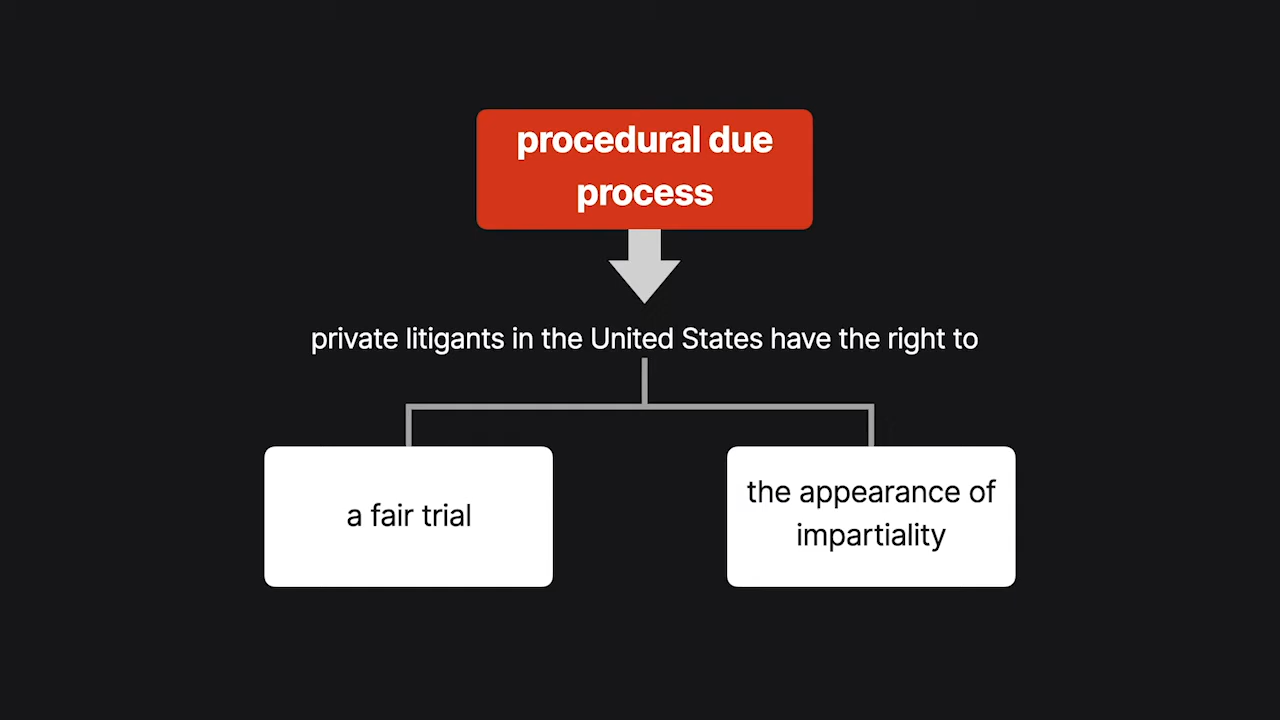 procedural due
process
private litigants in the United States have the right to
a fair trial
the appearance of
impartiality